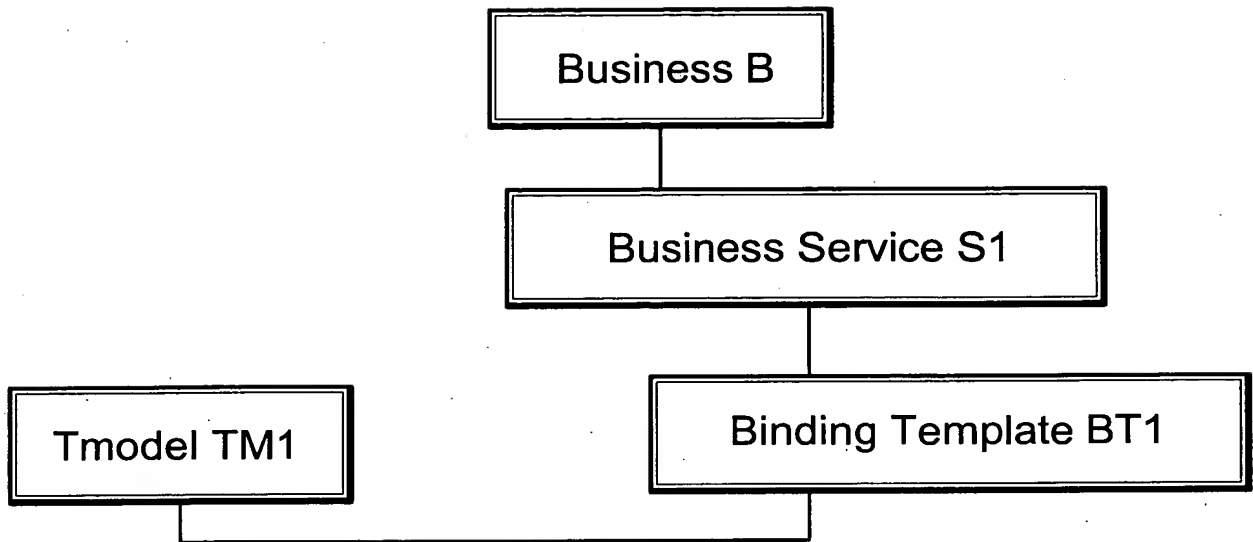 Business B
Business Service S1
Tmodel TM1
Binding Template BT1